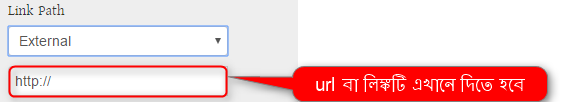 Link Path
External
http://
url বা লিঙ্কটি এখানে দিতে হবে